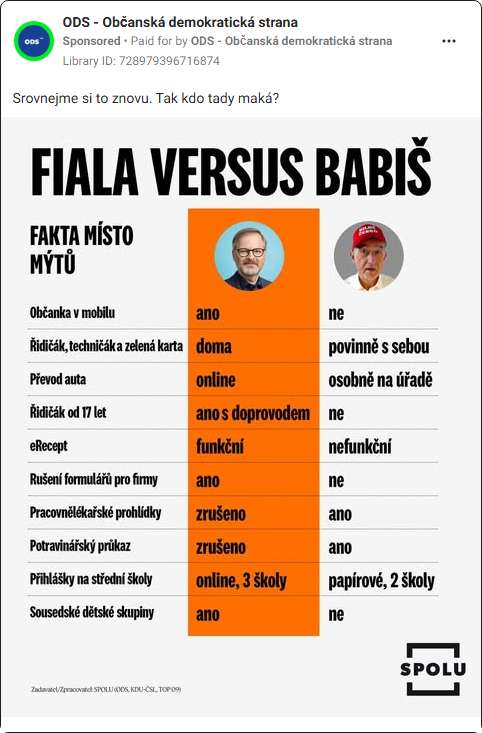 ODS - Občanská demokratická strana
Sponsored • Paid for by ODS - Občanská demokratická strana
Library ID: 728979396716874
Srovnejme si to znovu. Tak kdo tady maká?
FIALA VERSUS BABIŠ
FAKTA MÍSTO
MÝTŮ
Občanka v mobilu ano ne
Řidičák, techničák a zelená karta doma povinně s sebou
Převod auta online osobně na úřadě
Řidičák od 17 let ano s doprovodem ne
eRecept funkční nefunkční
Rušení formulářů pro firmy ano ne
Pracovnělékařské prohlídky zrušeno ano
Potravinářský průkaz zrušeno ano
Přihlášky na střední školy online, 3 školy papírové, 2 školy
Sousedské dětské skupiny ano ne
SPOLU
Zadavatel/Zpracovatel: SPOLU (ODS, KDU-ČSL, TOP 09)